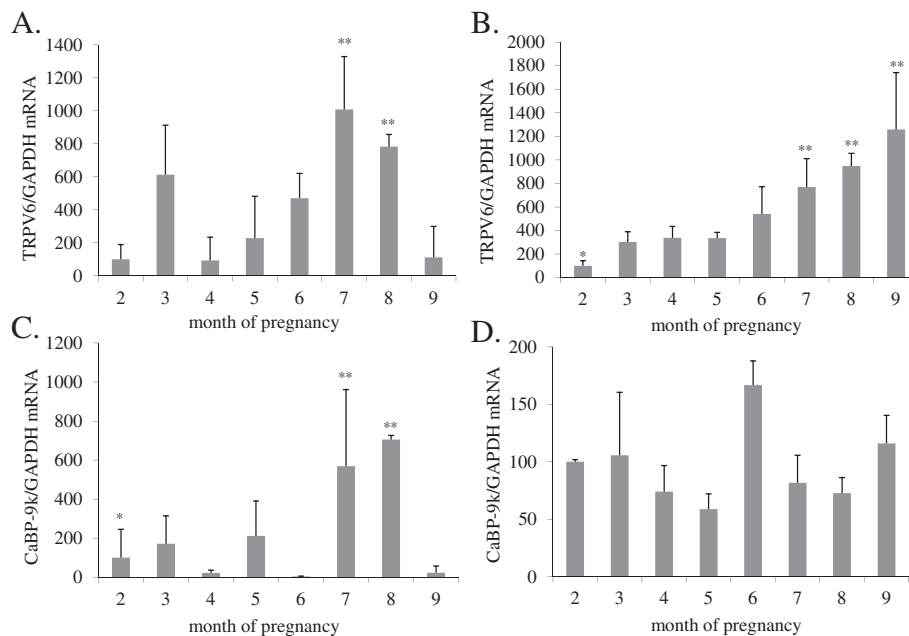 A.
TRPV6/GAPDH mRNA
1400
1200
1000
800
600
400
200
0
**
**
2 3 4 5 6 7 8 9
month of pregnancy
B.
TRPV6/GAPDH mRNA
2000
1800
1600
1400
1200
1000
800
600
400
200
0
*
**
**
**
2 3 4 5 6 7 8 9
month of pregnancy
C.
CaBP-9k/GAPDH mRNA
1200
1000
800
600
400
200
0
*
**
**
2 3 4 5 6 7 8 9
month of pregnancy
D.
CaBP-9k/GAPDH mRNA
200
150
100
50
0
2 3 4 5 6 7 8 9
month of pregnancy